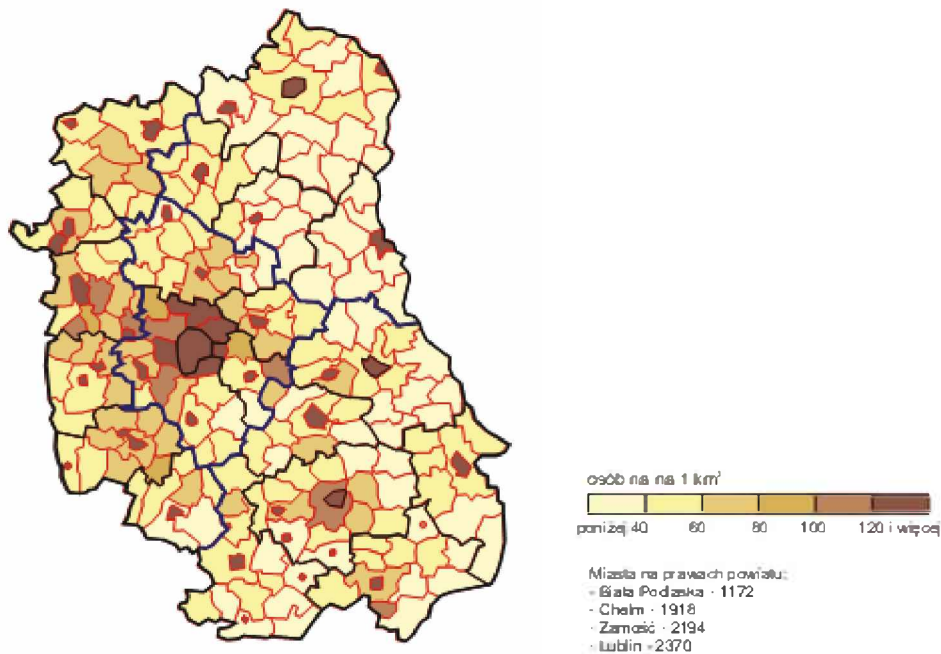 osób na na 1 km²
poniżej 40 60 80 100 120 i więcej
Miasta na prawach powiatu:
- Biała Podlaska - 1172
- Chełm - 1918
- Zamość - 2194
- Lublin - 2370